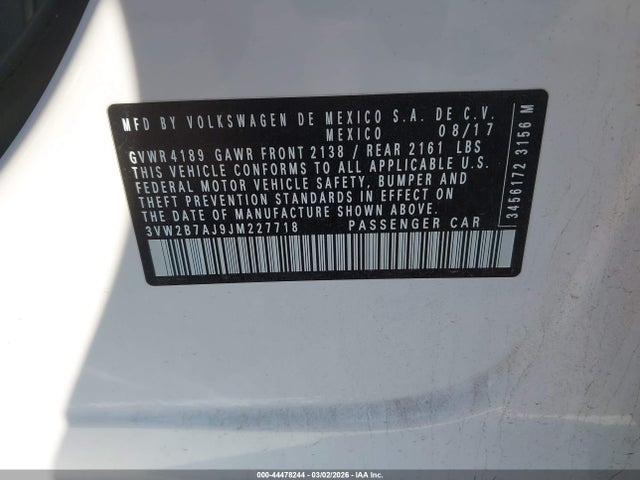 MFD BY VOLKSWAGEN DE MEXICO S.A. DE C.V.
MEXICO 08/17
GVWR 4189 GAWR FRONT 2138 / REAR 2161 LBS
THIS VEHICLE CONFORMS TO ALL APPLICABLE U.S.
FEDERAL MOTOR VEHICLE SAFETY, BUMPER AND
THEFT PREVENTION STANDARDS IN EFFECT ON
THE DATE OF MANUFACTURE SHOWN ABOVE.
3VW2B7AJ9JM227718 PASSENGER CAR
3456172 3156 M
000-44478244 | 03/02/2026 | IAA Inc.